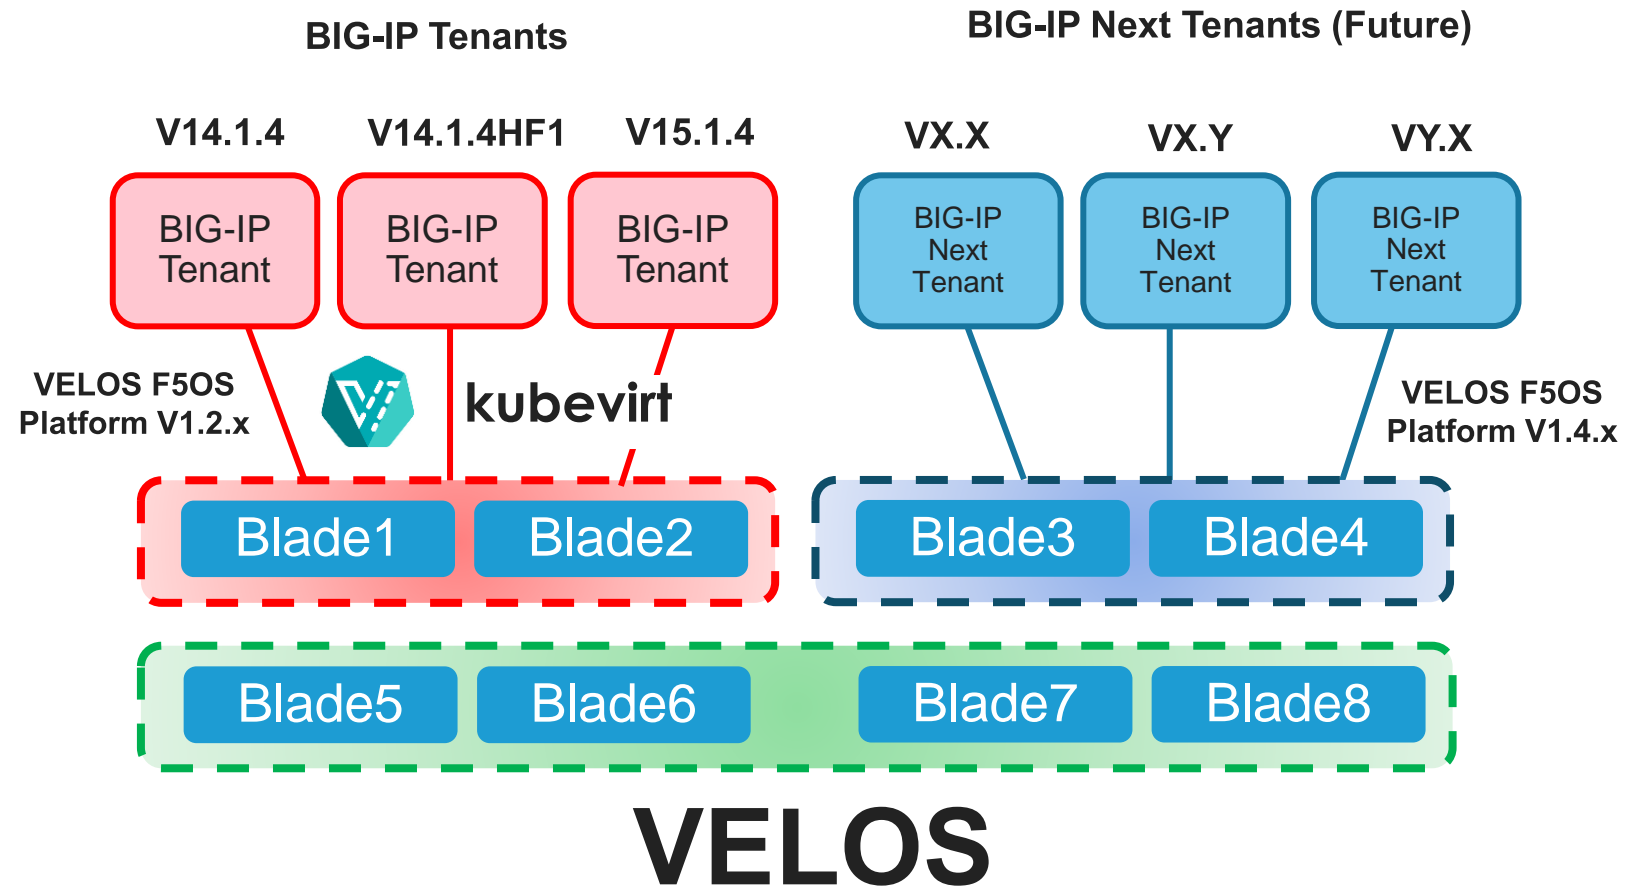 BIG-IP Tenants
BIG-IP Next Tenants (Future)
V14.1.4
V14.1.4HF1
V15.1.4
VX.X
VX.Y
VY.X
BIG-IP
Tenant
BIG-IP
Tenant
BIG-IP
Tenant
BIG-IP
Next
Tenant
BIG-IP
Next
Tenant
BIG-IP
Next
Tenant
VELOS F5OS
Platform V1.2.x
kubevirt
VELOS F5OS
Platform V1.4.x
Blade1
Blade2
Blade3
Blade4
Blade5
Blade6
Blade7
Blade8
VELOS